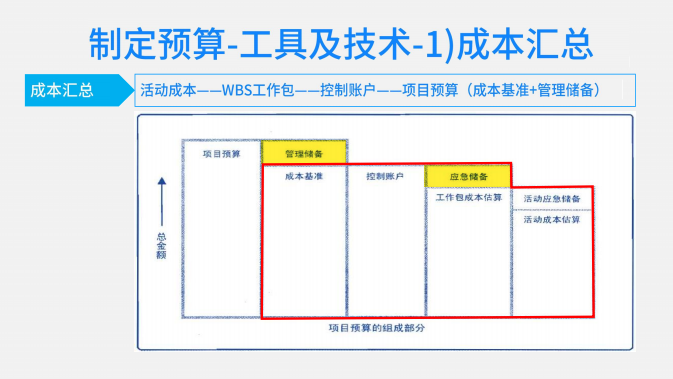 制定预算-工具及技术-1)成本汇总
成本汇总
活动成本——WBS工作包——控制账户——项目预算（成本基准+管理储备）
项目预算
管理储备
成本基准
控制账户
应急储备
工作包成本估算
活动应急储备
活动成本估算
总金额
项目预算的组成部分